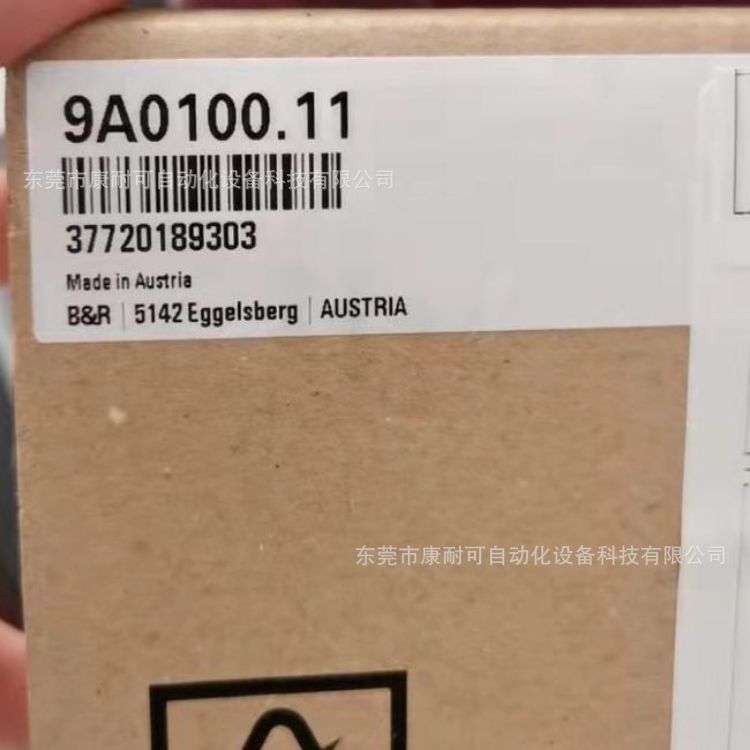 9A0100.11
东莞市康耐可自动化设备科技有限公司
37720189303
Made in Austria
B&R | 5142 Eggelsberg | AUSTRIA
东莞市康耐可自动化设备科技有限公司